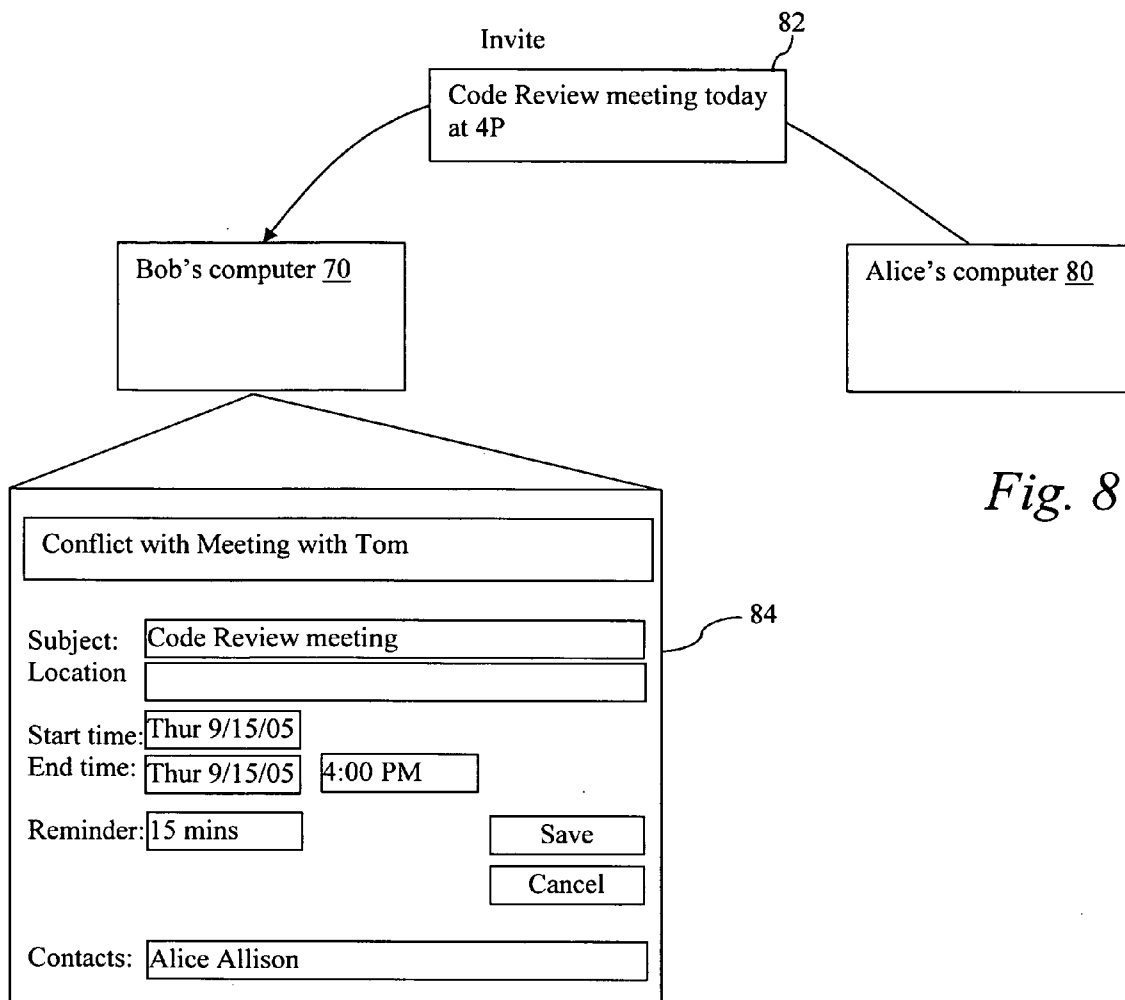 82
Invite
Code Review meeting today
at 4P
Bob's computer 70
Alice's computer 80
Fig. 8
Conflict with Meeting with Tom
84
Subject: Code Review meeting
Location
Start time: Thur 9/15/05
End time: Thur 9/15/05 4:00 PM
Reminder: 15 mins
Save
Cancel
Contacts: Alice Allison